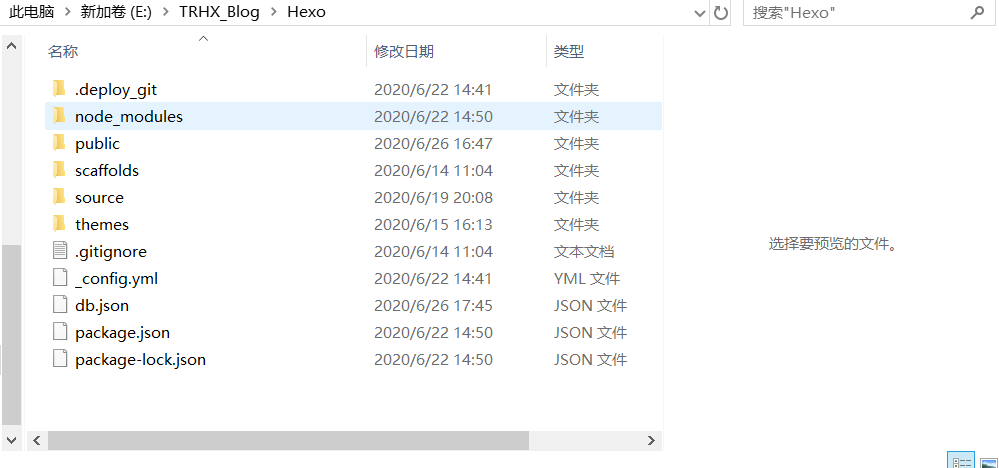 此电脑 > 新加卷 (E:) > TRHX_Blog > Hexo 搜索"Hexo"
名称 修改日期 类型
.deploy_git 2020/6/22 14:41 文件夹
node_modules 2020/6/22 14:50 文件夹
public 2020/6/26 16:47 文件夹
scaffolds 2020/6/14 11:04 文件夹
source 2020/6/19 20:08 文件夹
themes 2020/6/15 16:13 文件夹
.gitignore 2020/6/14 11:04 文本文档
_config.yml 2020/6/22 14:41 YML 文件
db.json 2020/6/26 17:45 JSON 文件
package.json 2020/6/22 14:50 JSON 文件
package-lock.json 2020/6/22 14:50 JSON 文件
选择要预览的文件。